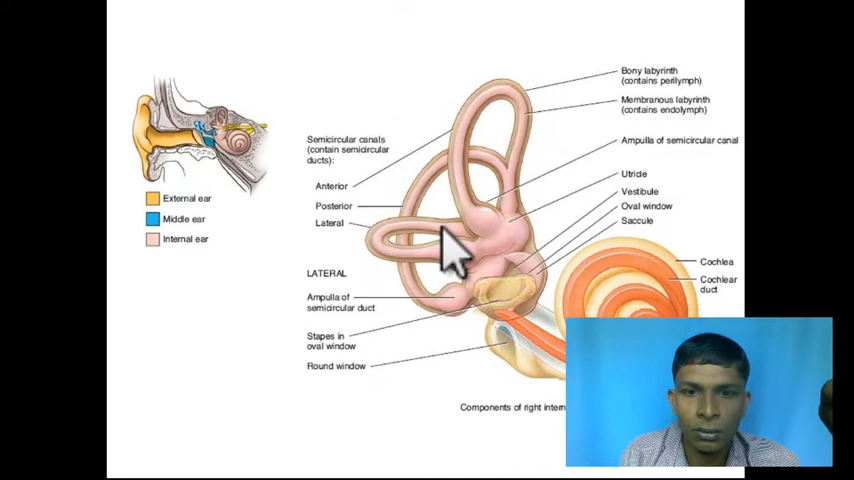 External ear
Middle ear
Internal ear
Semicircular canals
(contain semicircular
ducts):
Anterior
Posterior
Lateral
LATERAL
Ampulla of
semicircular duct
Stapes in
oval window
Round window
Bony labyrinth
(contains perilymph)
Membranous labyrinth
(contains endolymph)
Ampulla of semicircular canal
Utricle
Vestibule
Oval window
Saccule
Cochlea
Cochlear
duct
Components of right